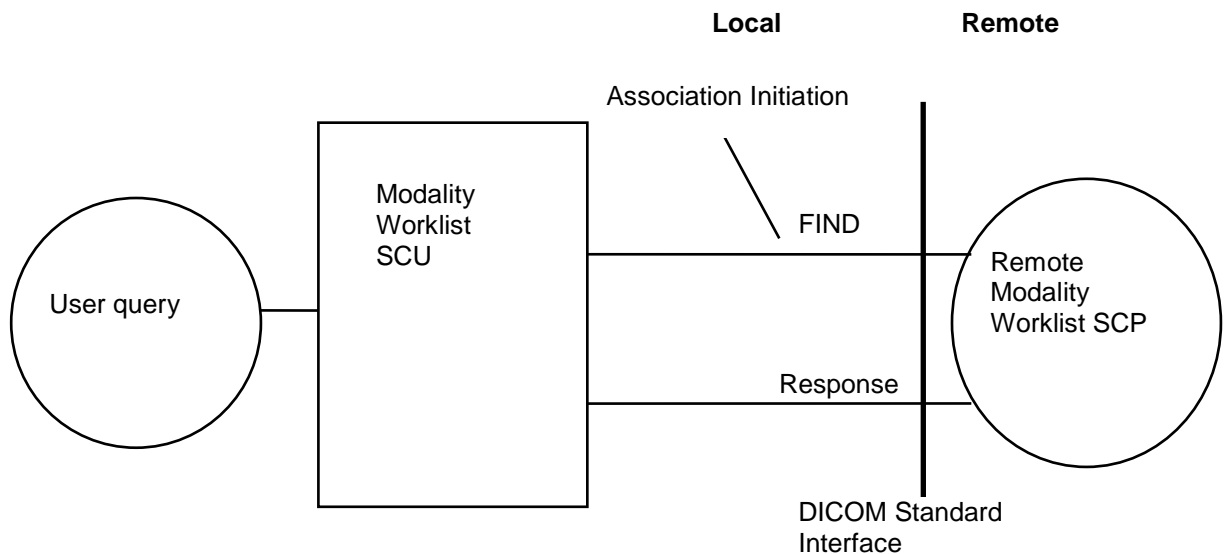 Local
Remote
Association Initiation
Modality
Worklist
SCU
FIND
User query
Remote
Modality
Worklist SCP
Response
DICOM Standard
Interface